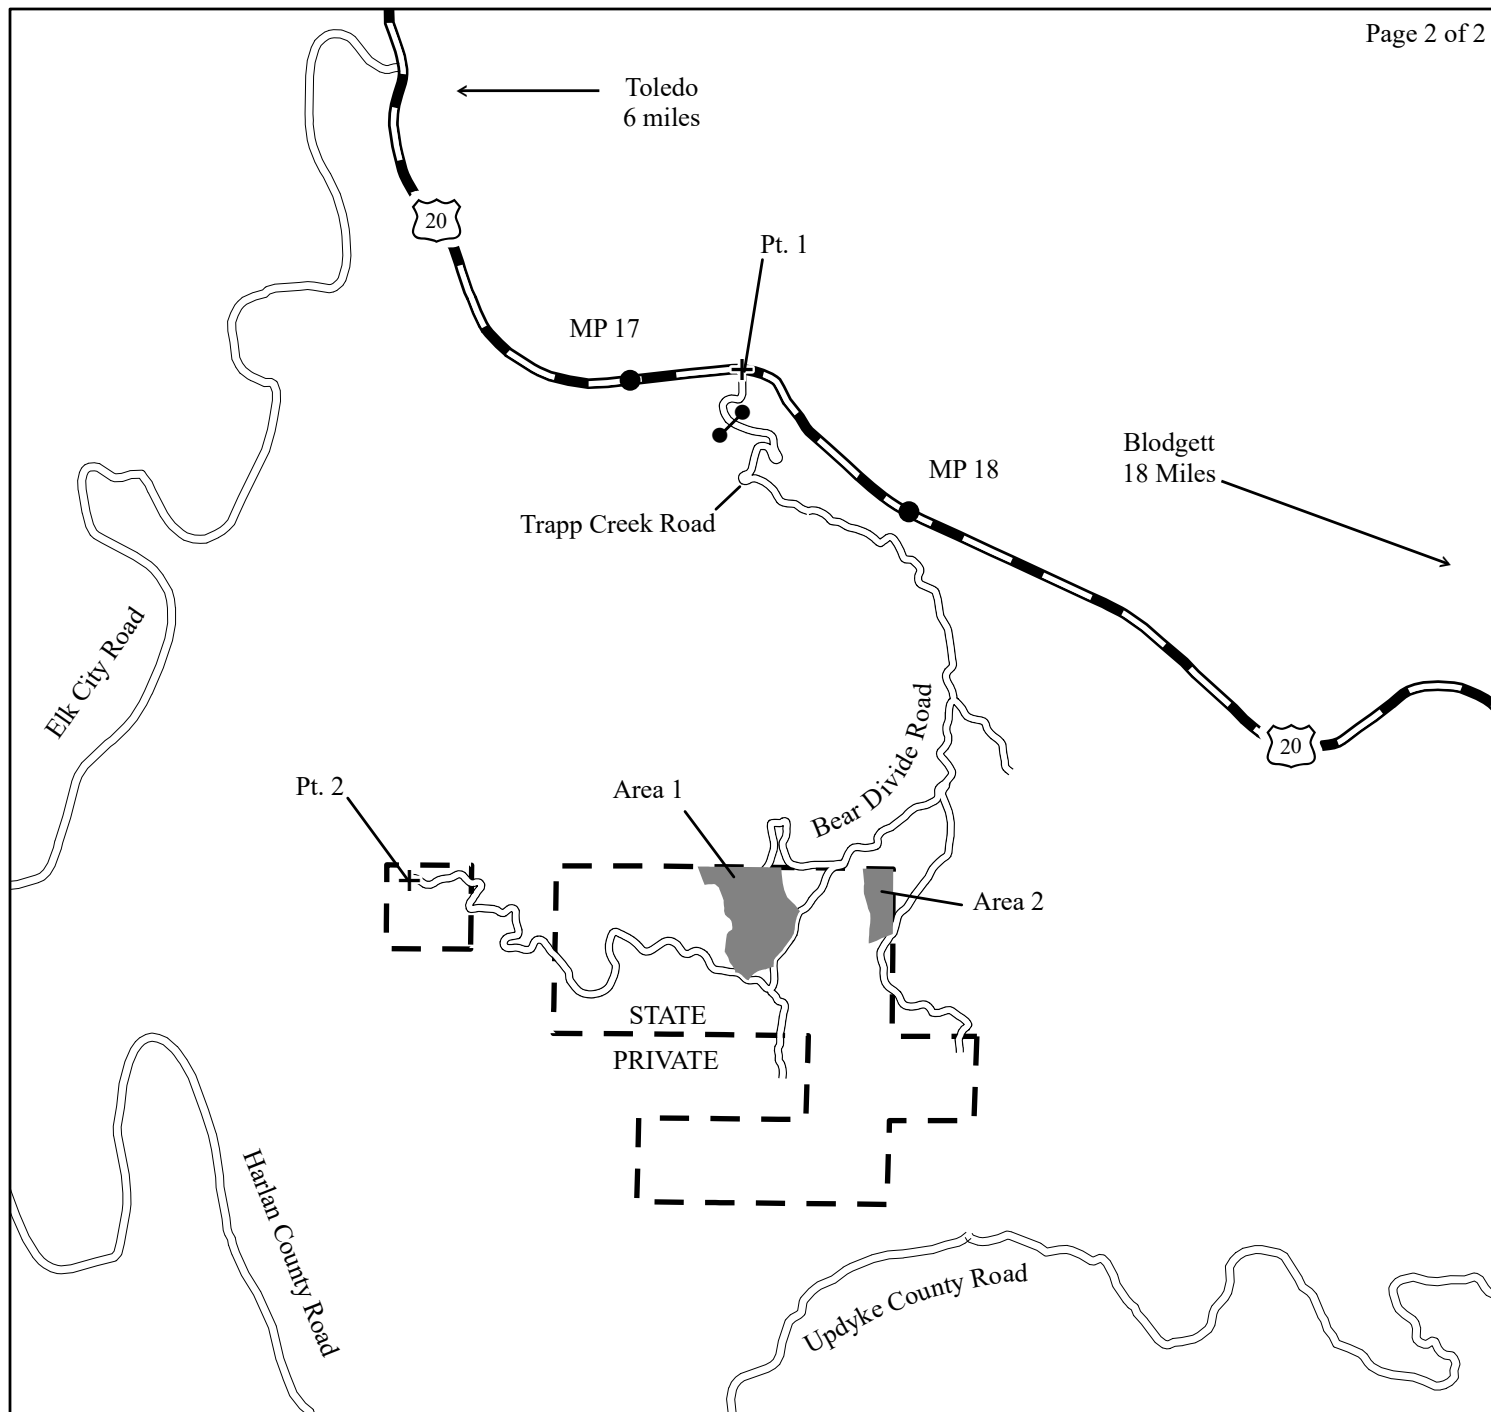 Page 2 of 2
Toledo
6 miles
20
Pt. 1
MP 17
Blodgett
18 Miles
MP 18
Trapp Creek Road
Elk City Road
Bear Divide Road
20
Pt. 2
Area 1
Area 2
STATE
PRIVATE
Harlan County Road
Updyke County Road